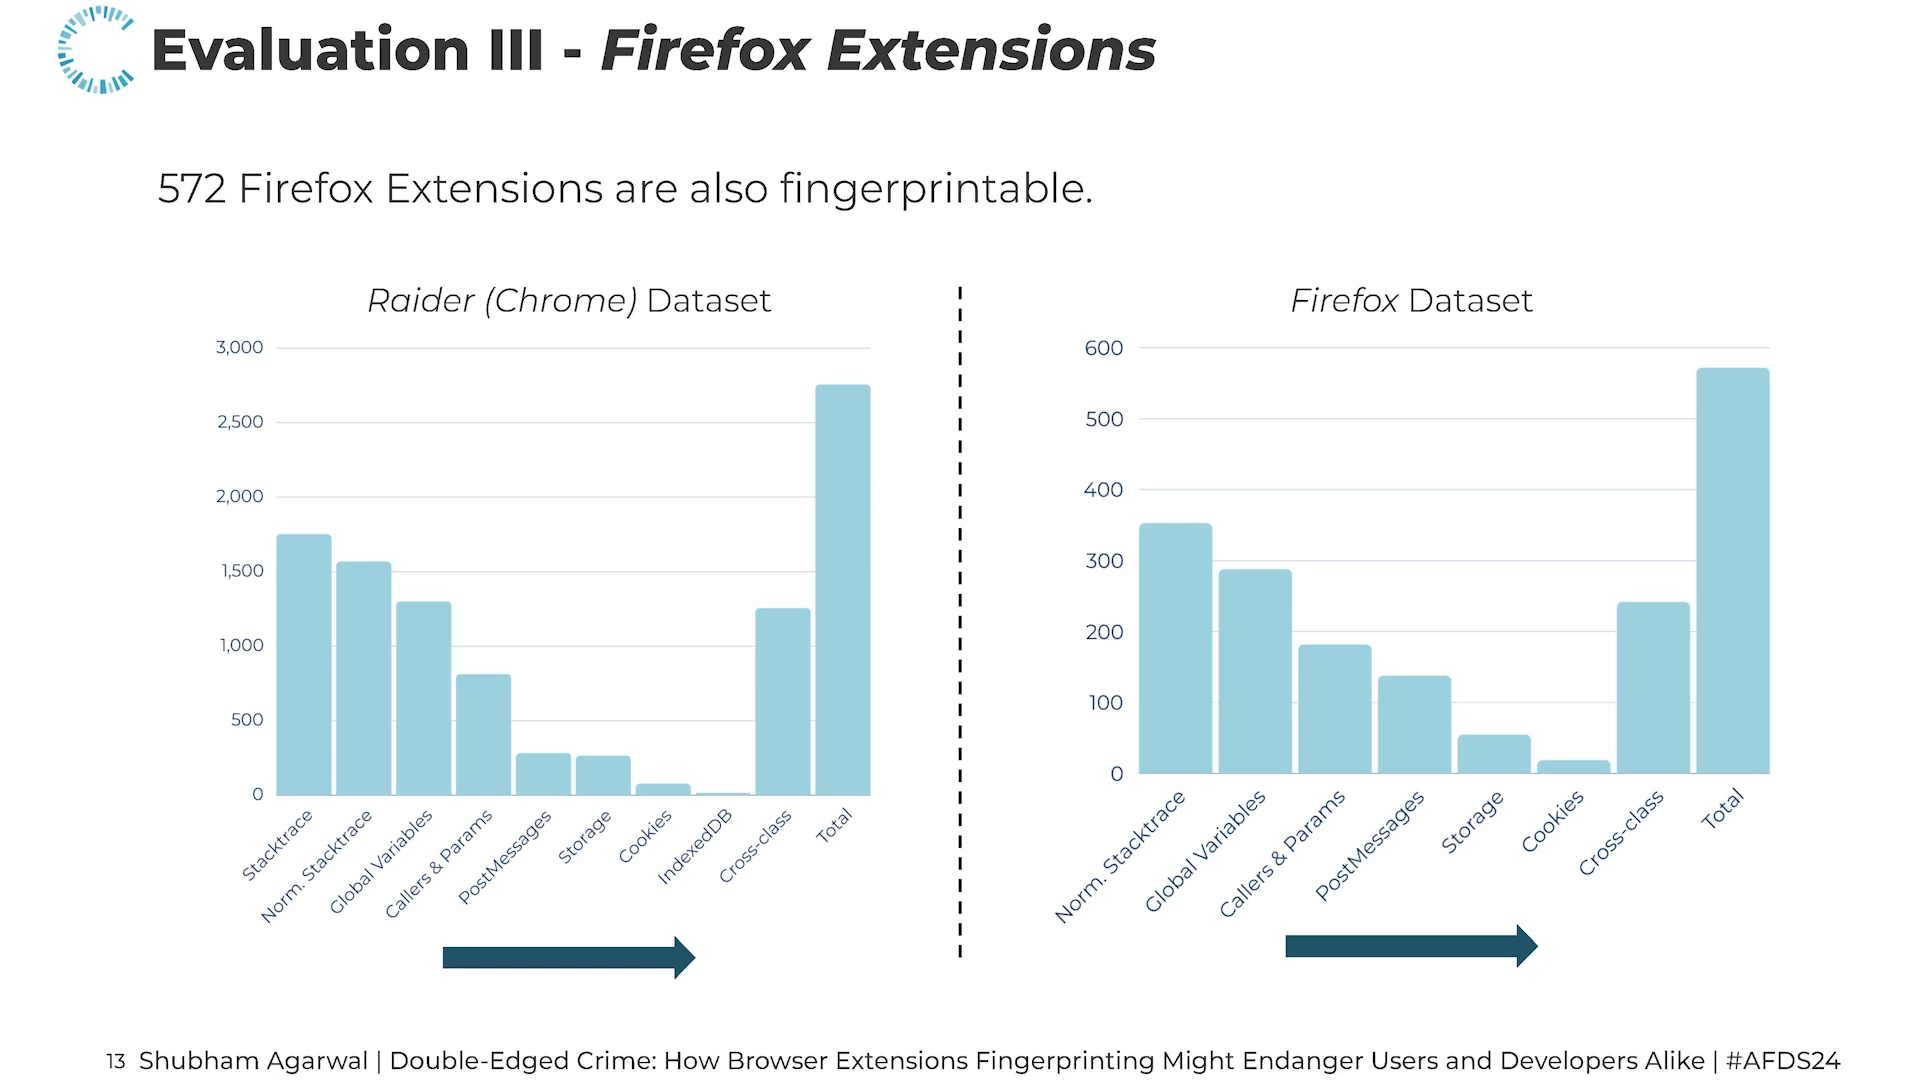 Evaluation III - Firefox Extensions
572 Firefox Extensions are also fingerprintable.
Raider (Chrome) Dataset
3,000
2,500
2,000
1,500
1,000
500
0
Stacktrace
Norm. Stacktrace
Global Variables
Callers & Params
PostMessages
Storage
Cookies
IndexedDB
Cross-class
Total
Firefox Dataset
600
500
400
300
200
100
0
Norm. Stacktrace
Global Variables
Callers & Params
PostMessages
Storage
Cookies
Cross-class
Total
13 Shubham Agarwal | Double-Edged Crime: How Browser Extensions Fingerprinting Might Endanger Users and Developers Alike | #AFDS24